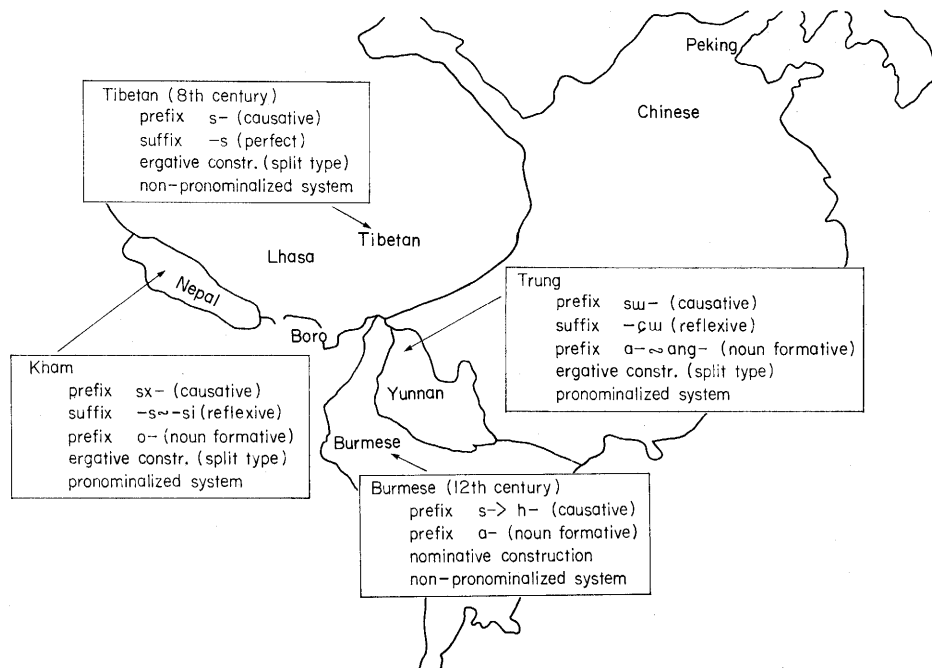 Peking
Chinese
Tibetan (8th century)
prefix s- (causative)
suffix -s (perfect)
ergative constr. (split type)
non-pronominalized system
Tibetan
Lhasa
Nepal
Boro
Trung
prefix sɯ- (causative)
suffix -çɯ (reflexive)
prefix a-~ang- (noun formative)
ergative constr. (split type)
pronominalized system
Kham
prefix sx- (causative)
suffix -s~-si (reflexive)
prefix o- (noun formative)
ergative constr. (split type)
pronominalized system
Yunnan
Burmese
Burmese (12th century)
prefix s-> h- (causative)
prefix a- (noun formative)
nominative construction
non-pronominalized system